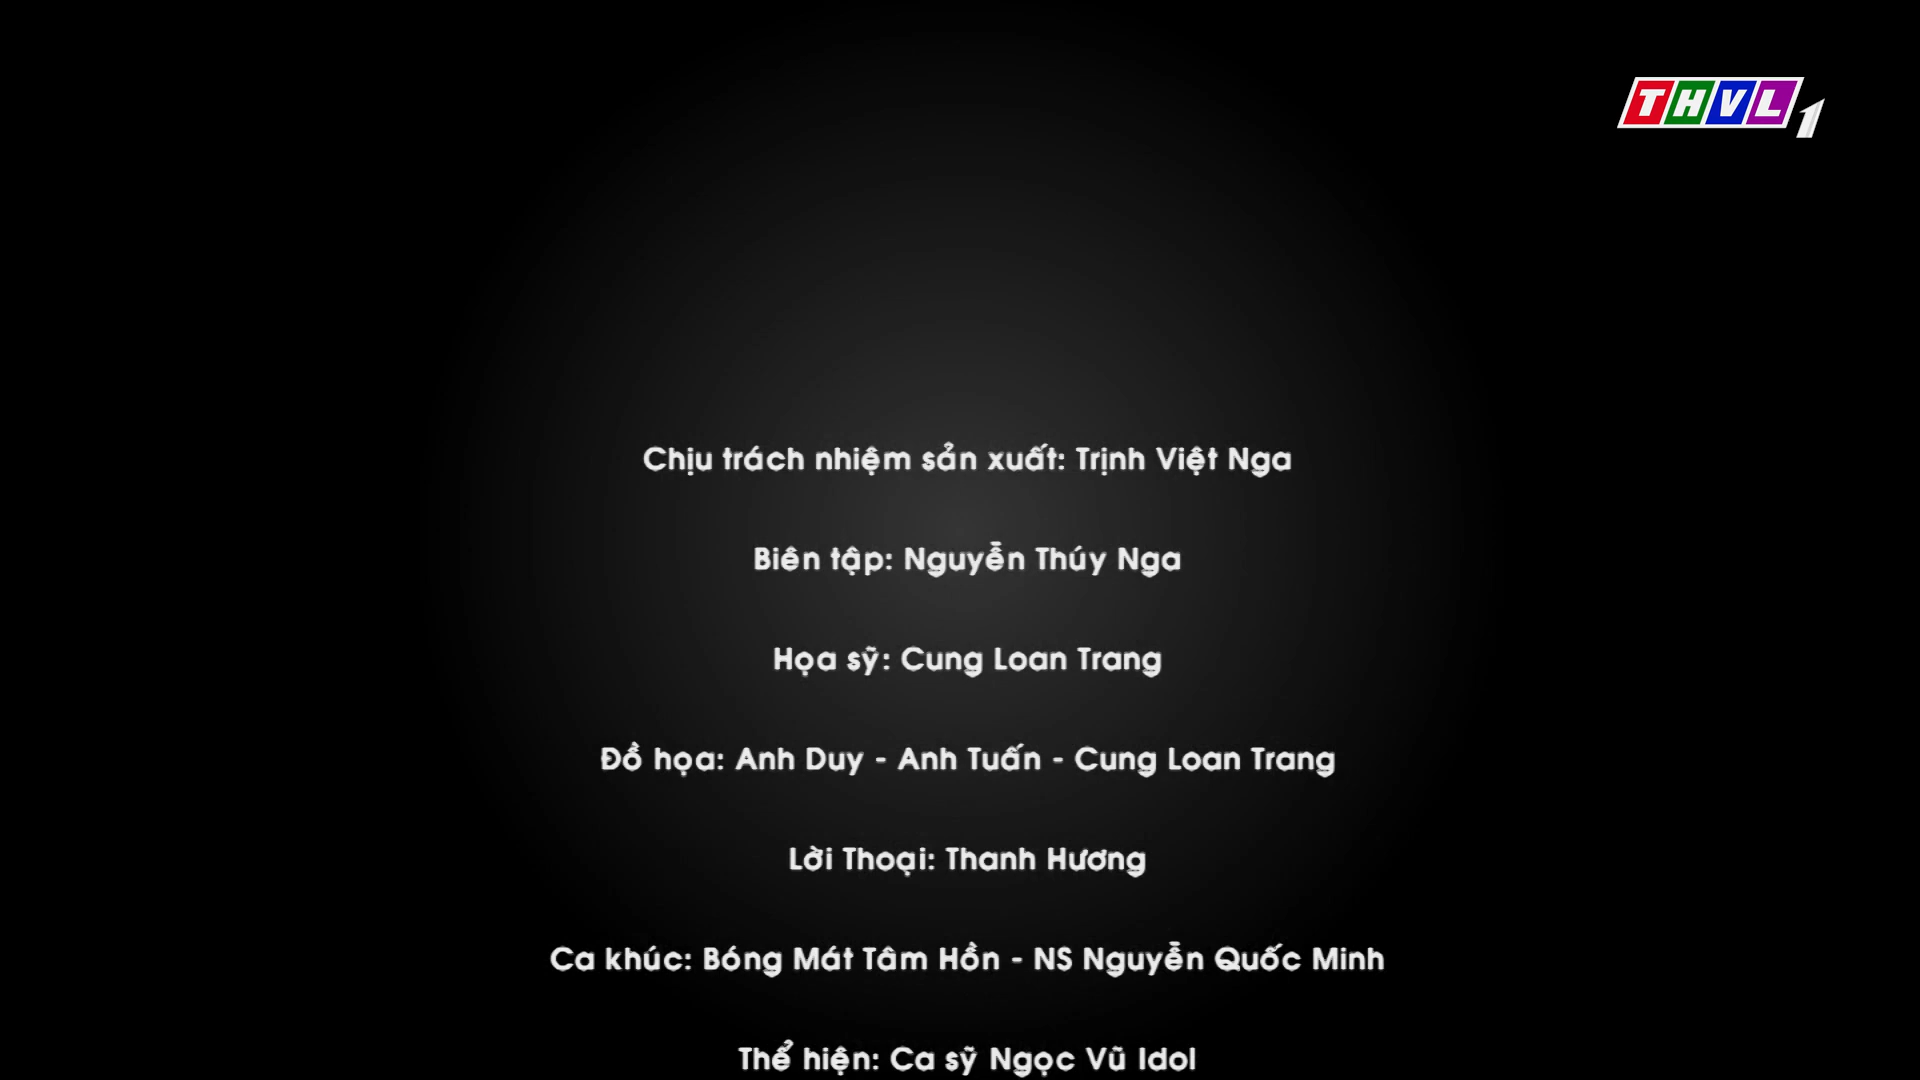 THVL1
Chịu trách nhiệm sản xuất: Trịnh Việt Nga
Biên tập: Nguyễn Thúy Nga
Họa sỹ: Cung Loan Trang
Đồ họa: Anh Duy - Anh Tuấn - Cung Loan Trang
Lời Thoại: Thanh Hương
Ca khúc: Bóng Mát Tâm Hồn - NS Nguyễn Quốc Minh
Thể hiện: Ca sỹ Ngọc Vũ Idol